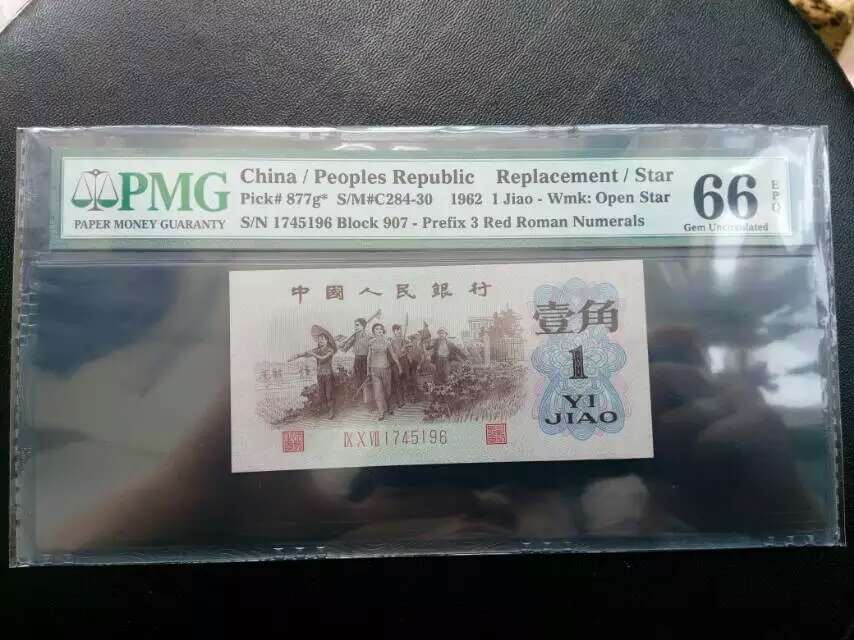 PMG
PAPER MONEY GUARANTY
China / Peoples Republic Replacement / Star
Pick# 877g* S/M#C284-30 1962 1 Jiao - Wmk: Open Star
S/N 1745196 Block 907 - Prefix 3 Red Roman Numerals
66 EPQ
Gem Uncirculated
中國人民銀行
壹角
1
YI
JIAO
ⅨⅩⅦ1745196